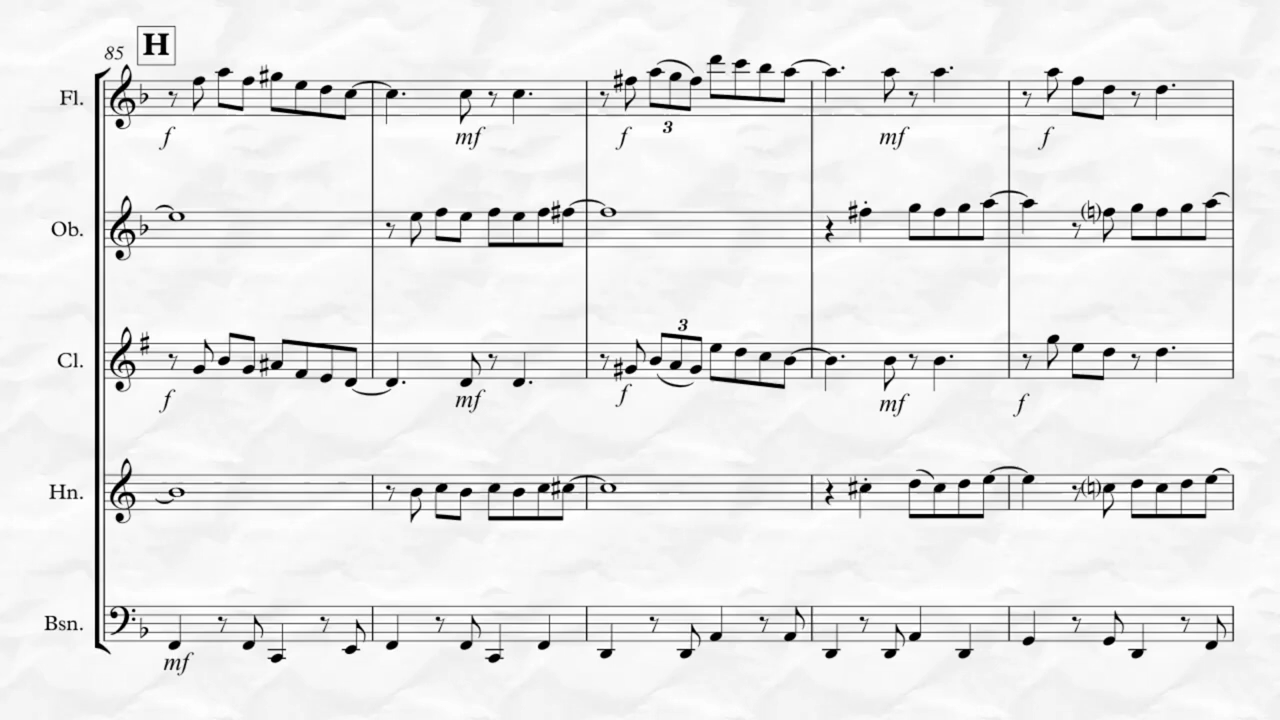 85 H
Fl.
f mf f mf f
3
Ob.
3
Cl.
f mf f mf f
Hn.
Bsn.
mf